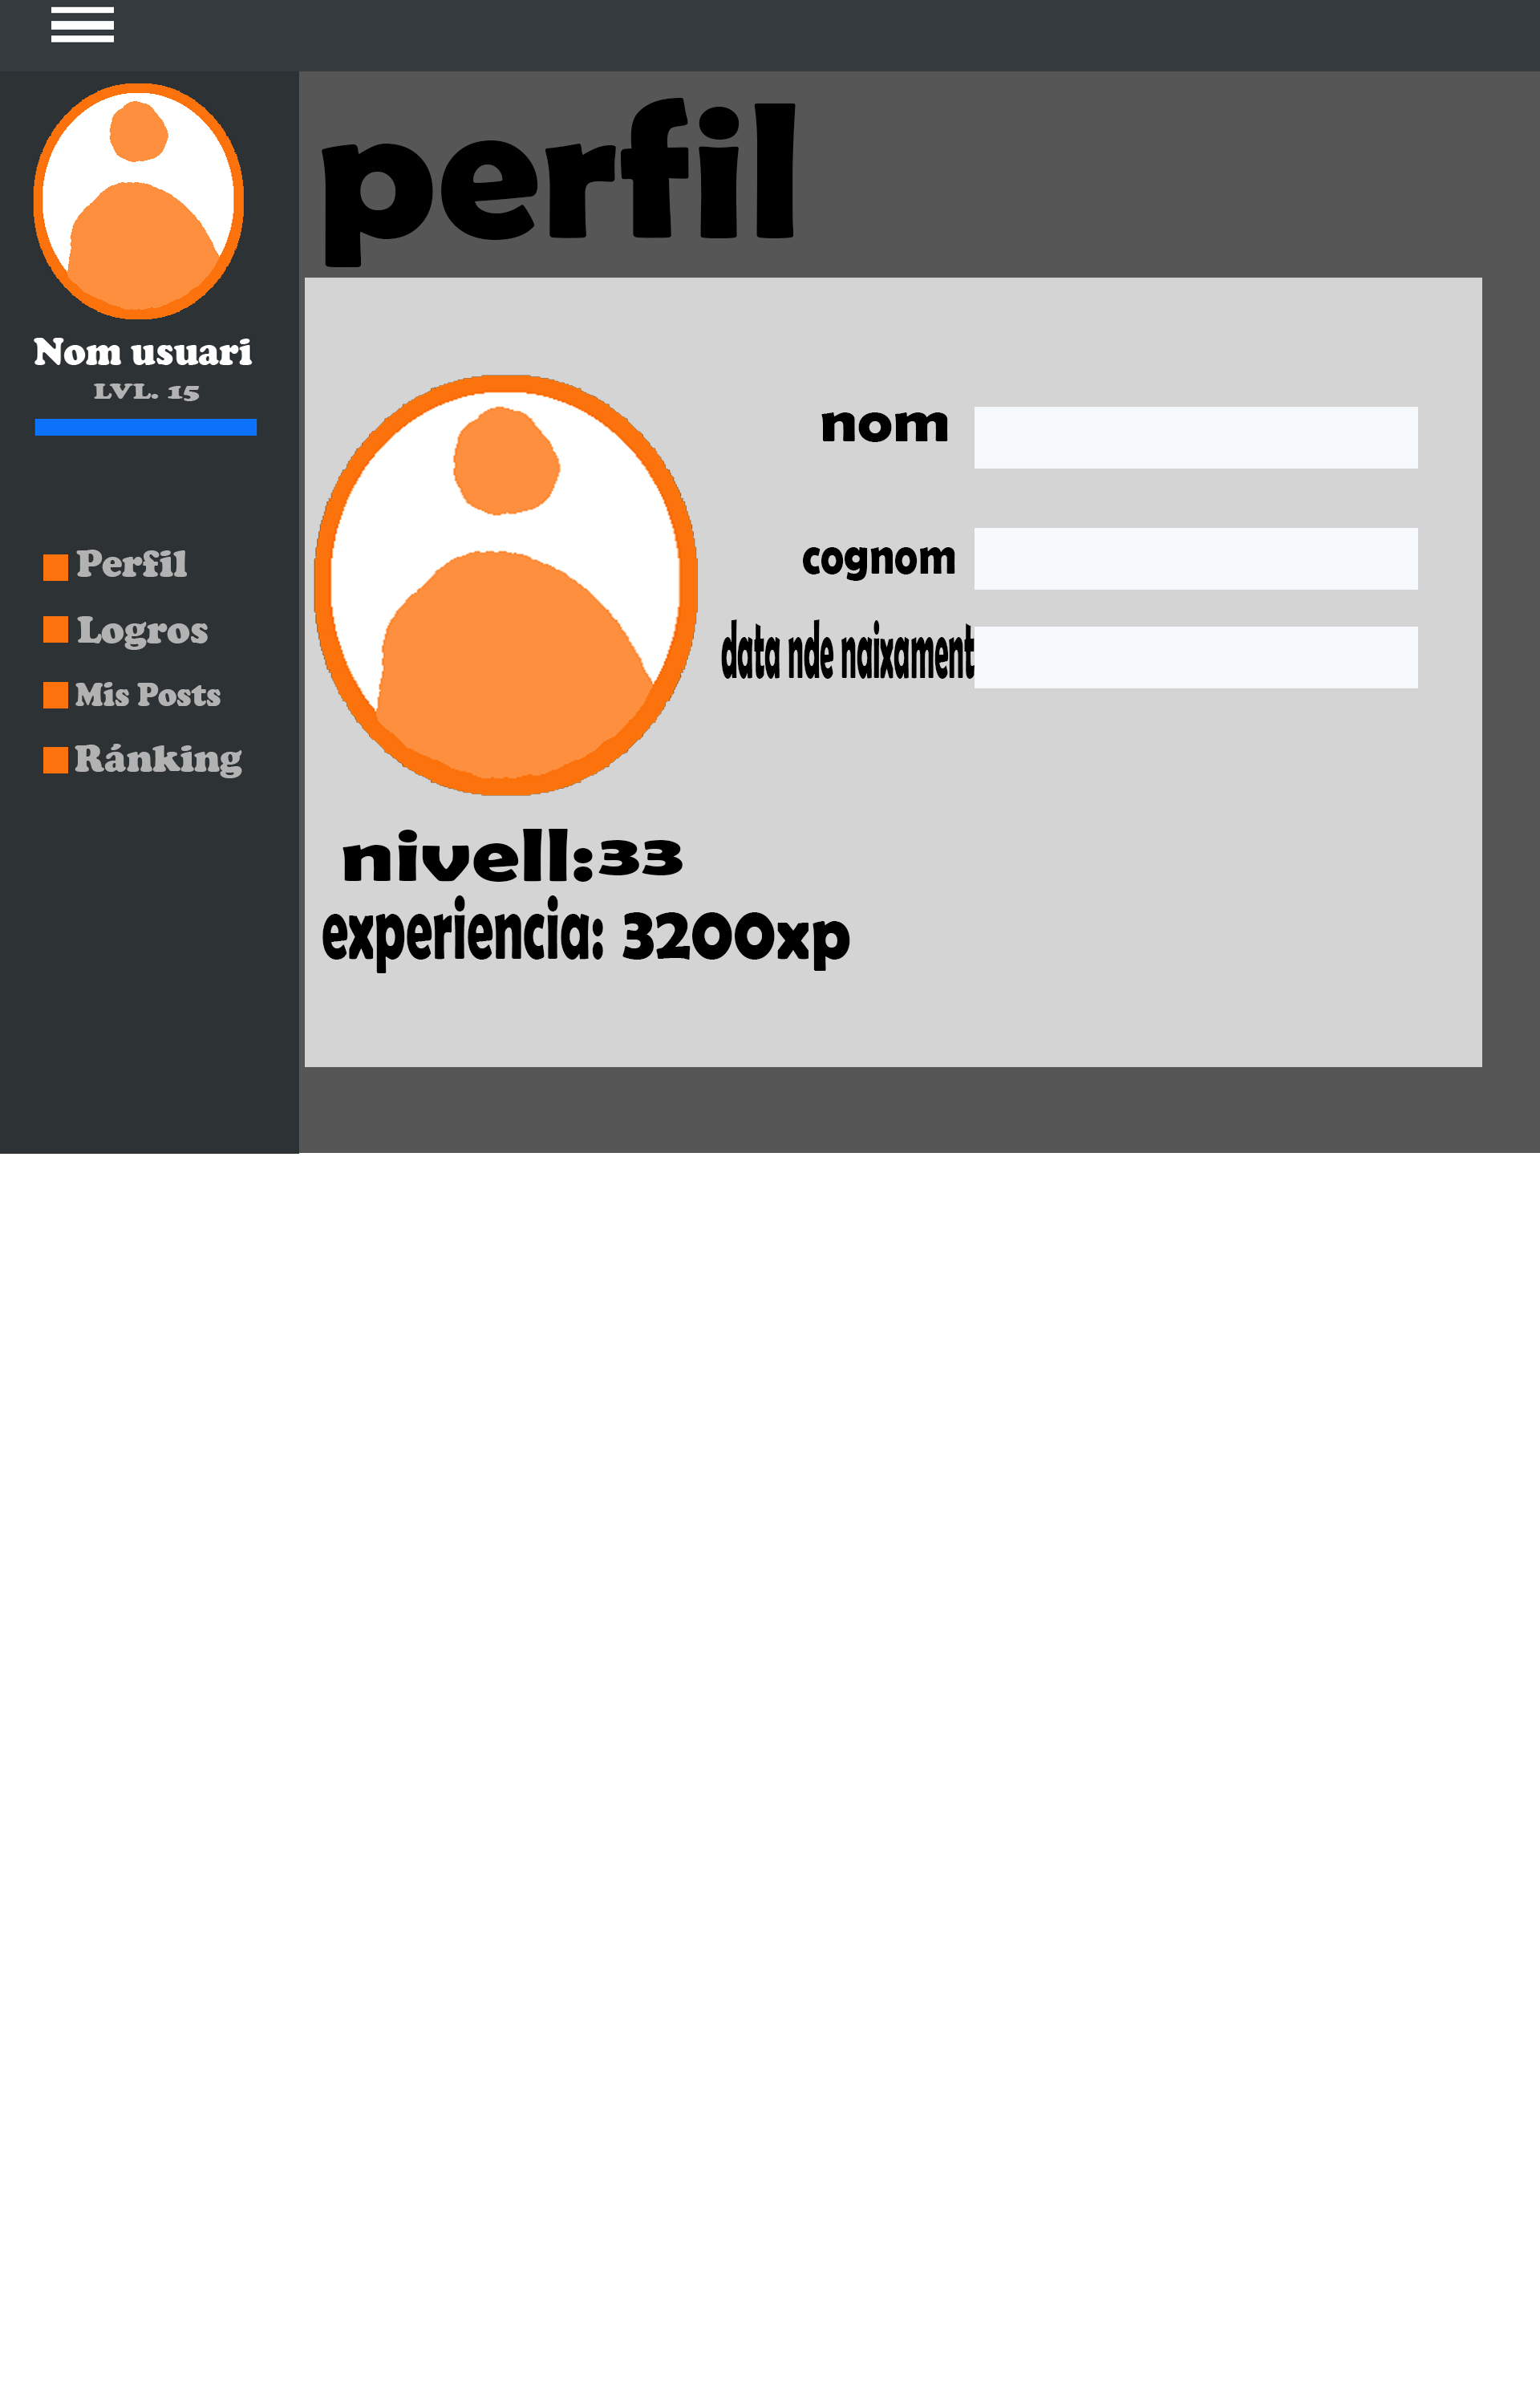 perfil
Nom usuari
LVL. 15
Perfil
Logros
Mis Posts
Ránking
nom
cognom
data nde naixament
nivell:33
experiencia: 3200xp